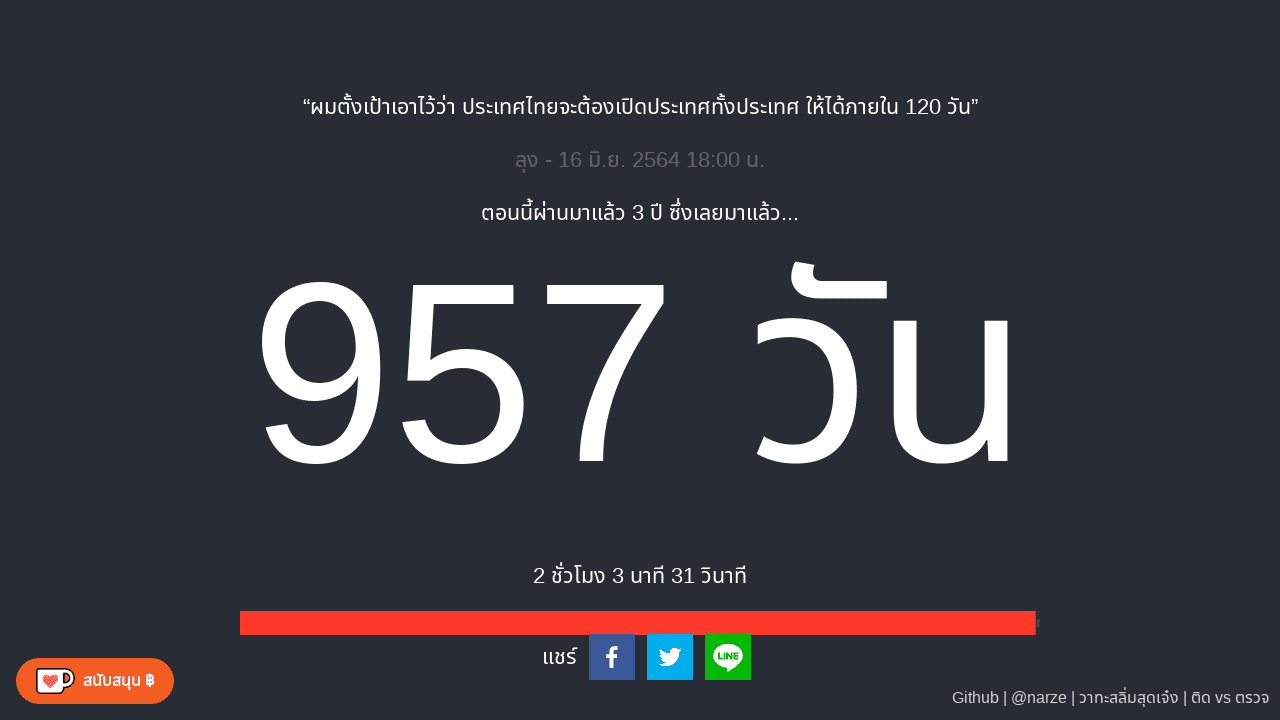 “ผมตั้งเป้าเอาไว้ว่า ประเทศไทยจะต้องเปิดประเทศทั้งประเทศ ให้ได้ภายใน 120 วัน”
ลุง - 16 มิ.ย. 2564 18:00 น.
ตอนนี้ผ่านมาแล้ว 3 ปี ซึ่งเลยมาแล้ว...
957 วัน
2 ชั่วโมง 3 นาที 31 วินาที
แชร์
LINE
สนับสนุน ฿
Github | @narze | วาทะสลิ่มสุดเจ๋ง | ติด vs ตรวจ